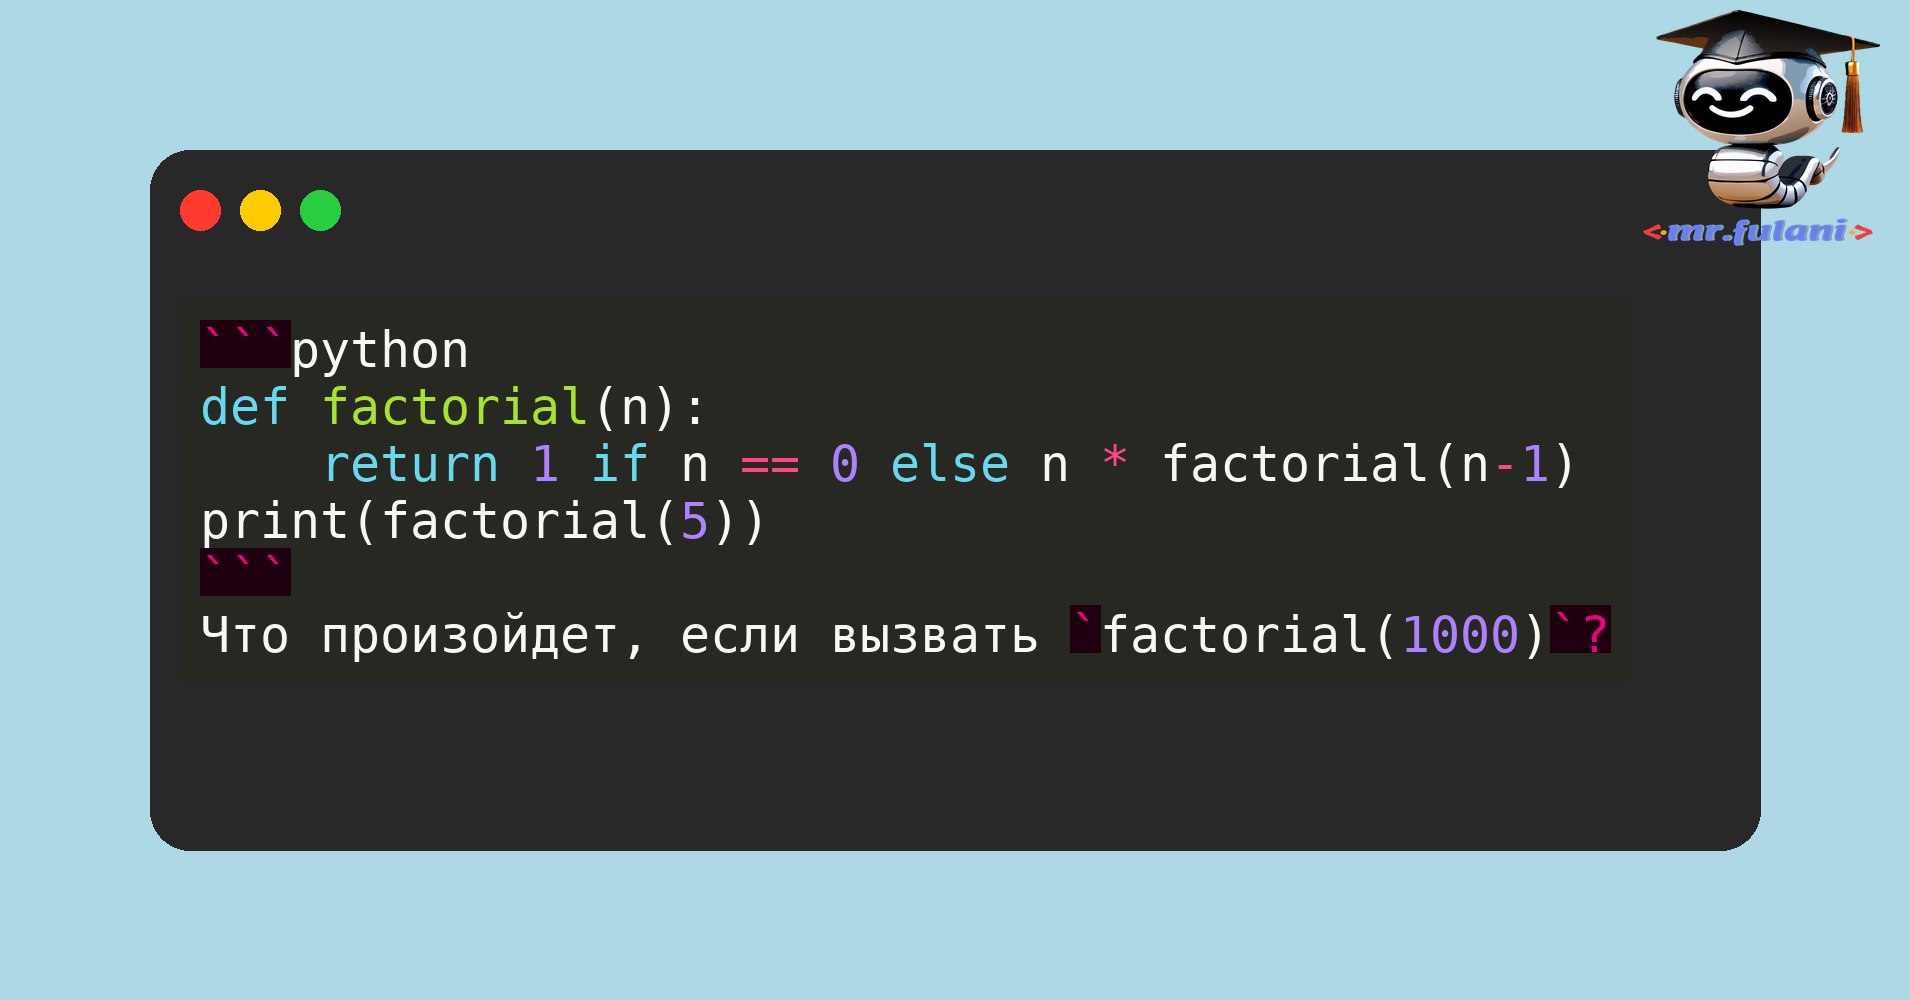 <mr.fulani>
```python
def factorial(n):
    return 1 if n == 0 else n * factorial(n-1)
print(factorial(5))
```
Что произойдет, если вызвать `factorial(1000)`?